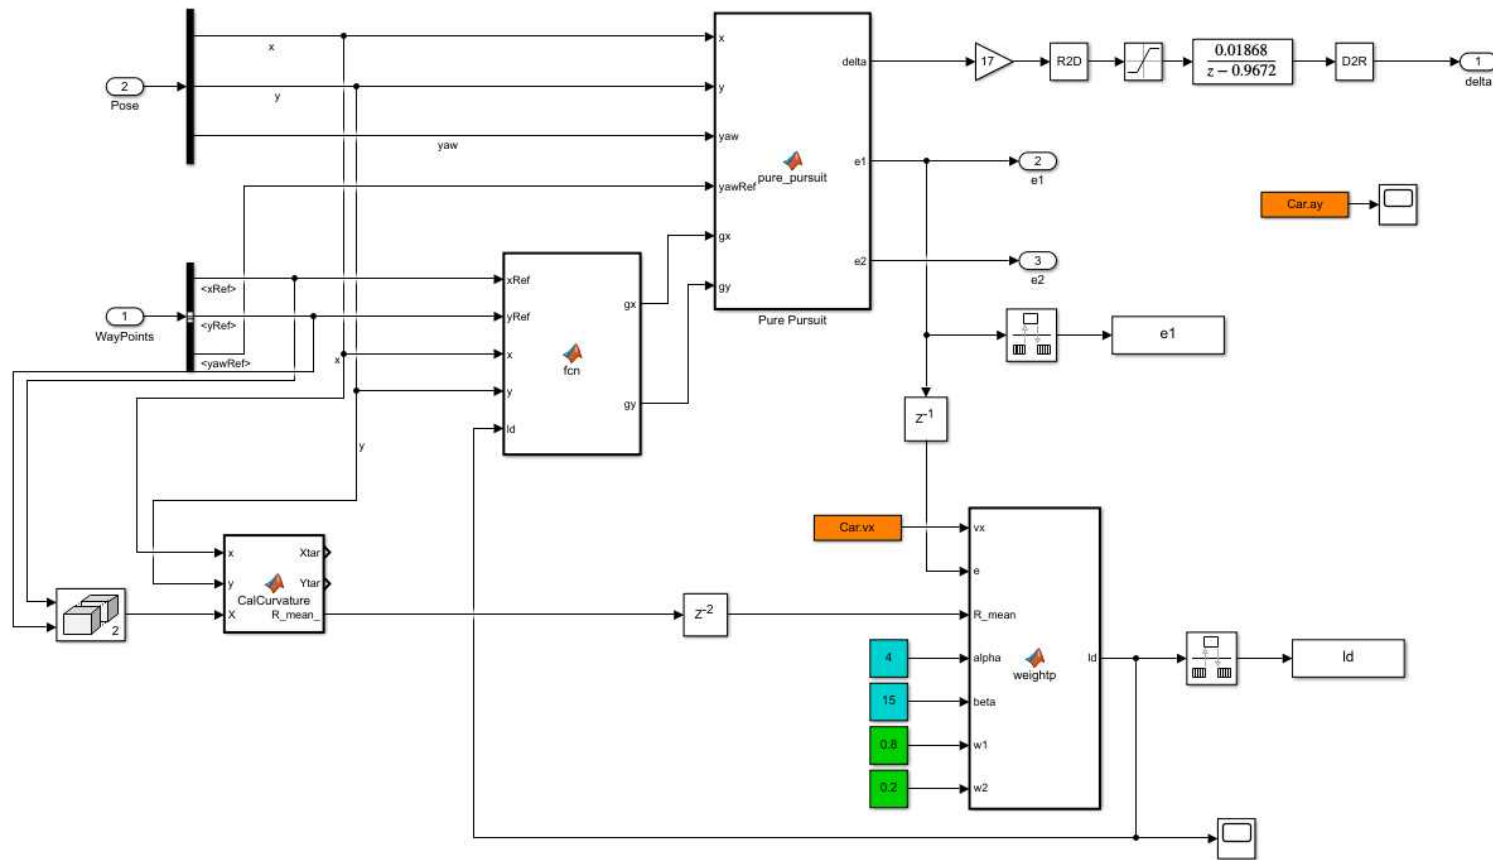 x
y
yaw
2
Pose
x
y
yaw
yawRef
gx
gy
delta
e1
e2
pure_pursuit
Pure Pursuit
17
R2D
0.01868
z − 0.9672
D2R
1
delta
2
e1
3
e2
Car.ay
e1
1
WayPoints
<xRef>
<yRef>
<yawRef>
x
y
xRef
yRef
x
y
ld
gx
gy
fcn
Z-1
Car.vx
x
y
X
Xtar
Ytar
R_mean_
CalCurvature
2
Z-2
4
15
0.8
0.2
vx
e
R_mean
alpha
beta
w1
w2
ld
weightp
ld